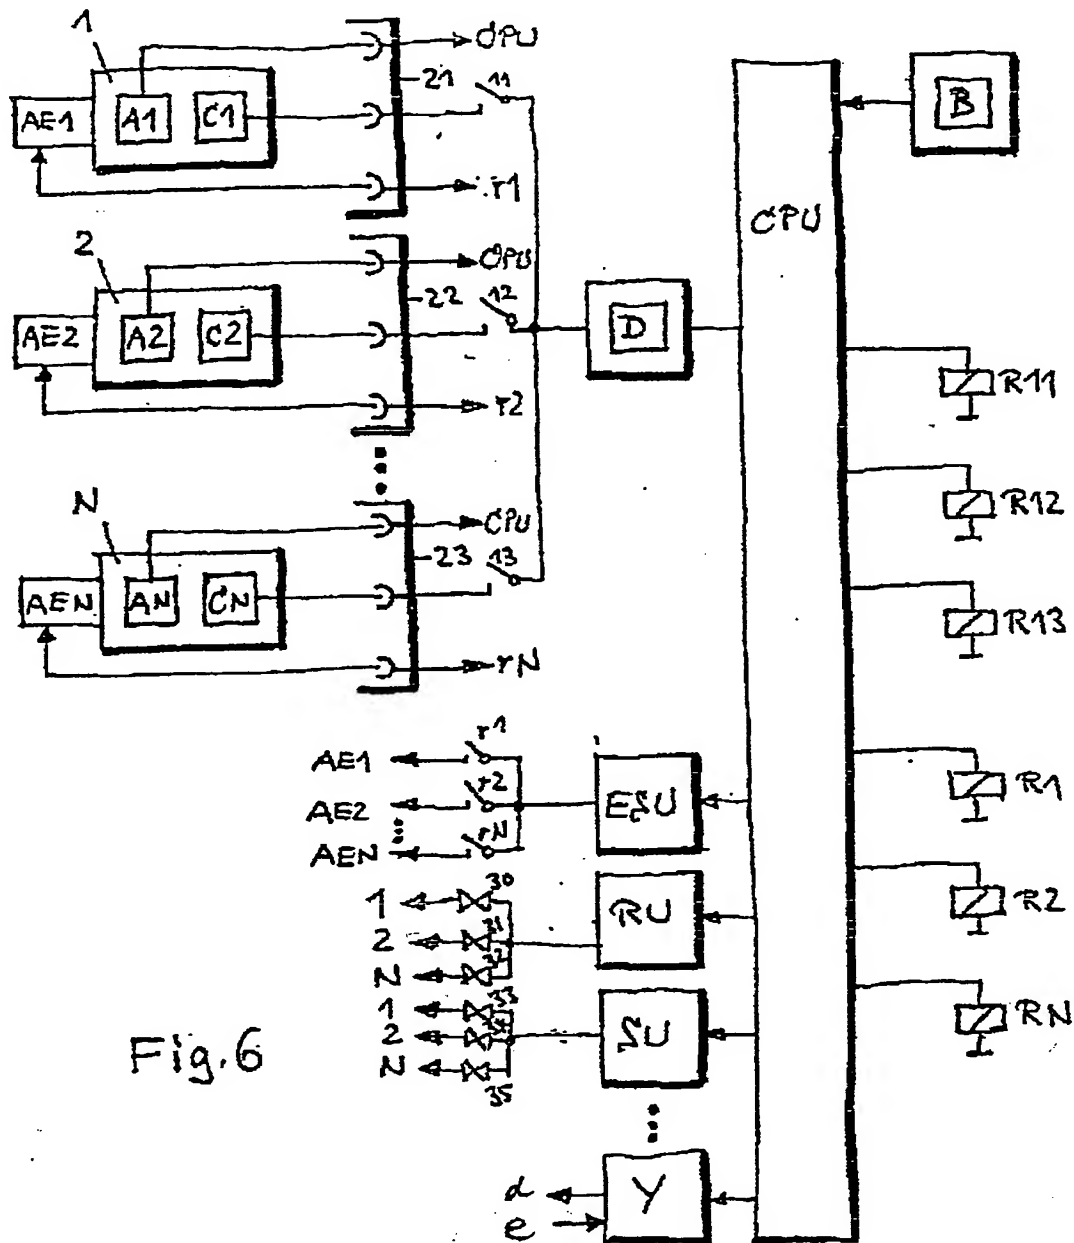 1
CPU
21
11
AE1
A1
C1
r1
B
CPU
2
CPU
22
12
AE2
A2
C2
r2
D
R11
R12
N
CPU
23
13
AEN
AN
CN
rN
R13
r1
AE1
r2
AE2
rN
AEN
ESU
R1
30
1
31
2
32
N
RU
R2
33
1
34
2
N
35
SU
RN
Fig.6
d
e
Y